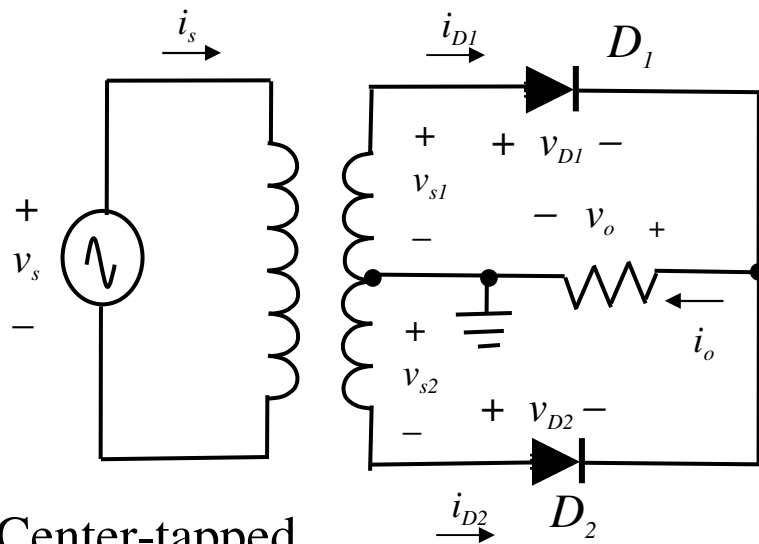 i_s
i_D1
D_1
+
v_s
−
+
v_s1
−
+ v_D1 −
− v_o +
i_o
+
v_s2
−
+ v_D2 −
i_D2
D_2
Center-tapped